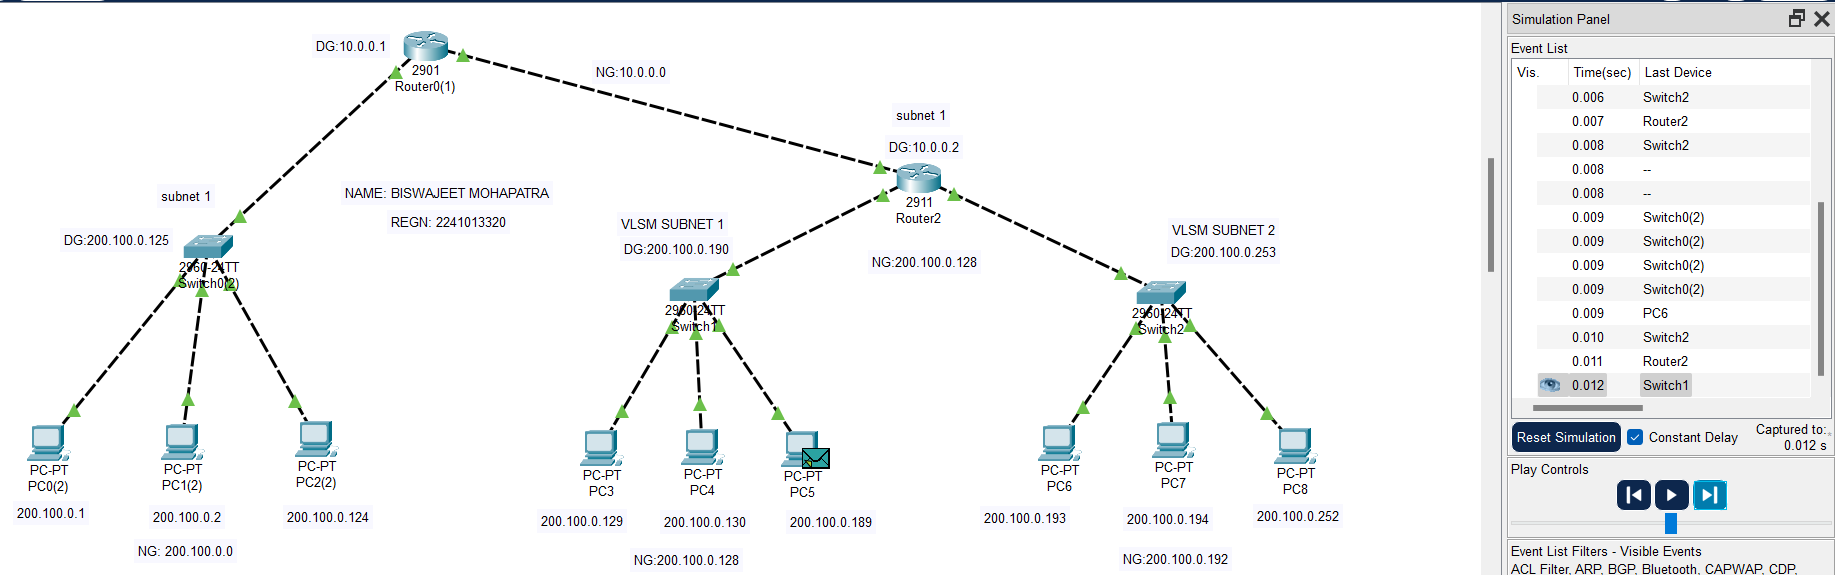 DG:10.0.0.1
2901
Router0(1)
NG:10.0.0.0
subnet 1
DG:10.0.0.2
2911
Router2
subnet 1
NAME: BISWAJEET MOHAPATRA
REGN: 2241013320
DG:200.100.0.125
2960-24TT
Switch0(2)
VLSM SUBNET 1
DG:200.100.0.190
NG:200.100.0.128
VLSM SUBNET 2
DG:200.100.0.253
2960-24TT
Switch1
2960-24TT
Switch2
PC-PT
PC0(2)
200.100.0.1
PC-PT
PC1(2)
200.100.0.2
PC-PT
PC2(2)
200.100.0.124
NG: 200.100.0.0
PC-PT
PC3
200.100.0.129
PC-PT
PC4
200.100.0.130
PC-PT
PC5
200.100.0.189
NG:200.100.0.128
PC-PT
PC6
200.100.0.193
PC-PT
PC7
200.100.0.194
PC-PT
PC8
200.100.0.252
NG:200.100.0.192
Simulation Panel
Event List
Vis. Time(sec) Last Device
0.006 Switch2
0.007 Router2
0.008 Switch2
0.008 --
0.008 --
0.009 Switch0(2)
0.009 Switch0(2)
0.009 Switch0(2)
0.009 Switch0(2)
0.009 PC6
0.010 Switch2
0.011 Router2
0.012 Switch1
Reset Simulation
Constant Delay
Captured to:
0.012 s
Play Controls
Event List Filters - Visible Events
ACL Filter, ARP, BGP, Bluetooth, CAPWAP, CDP,